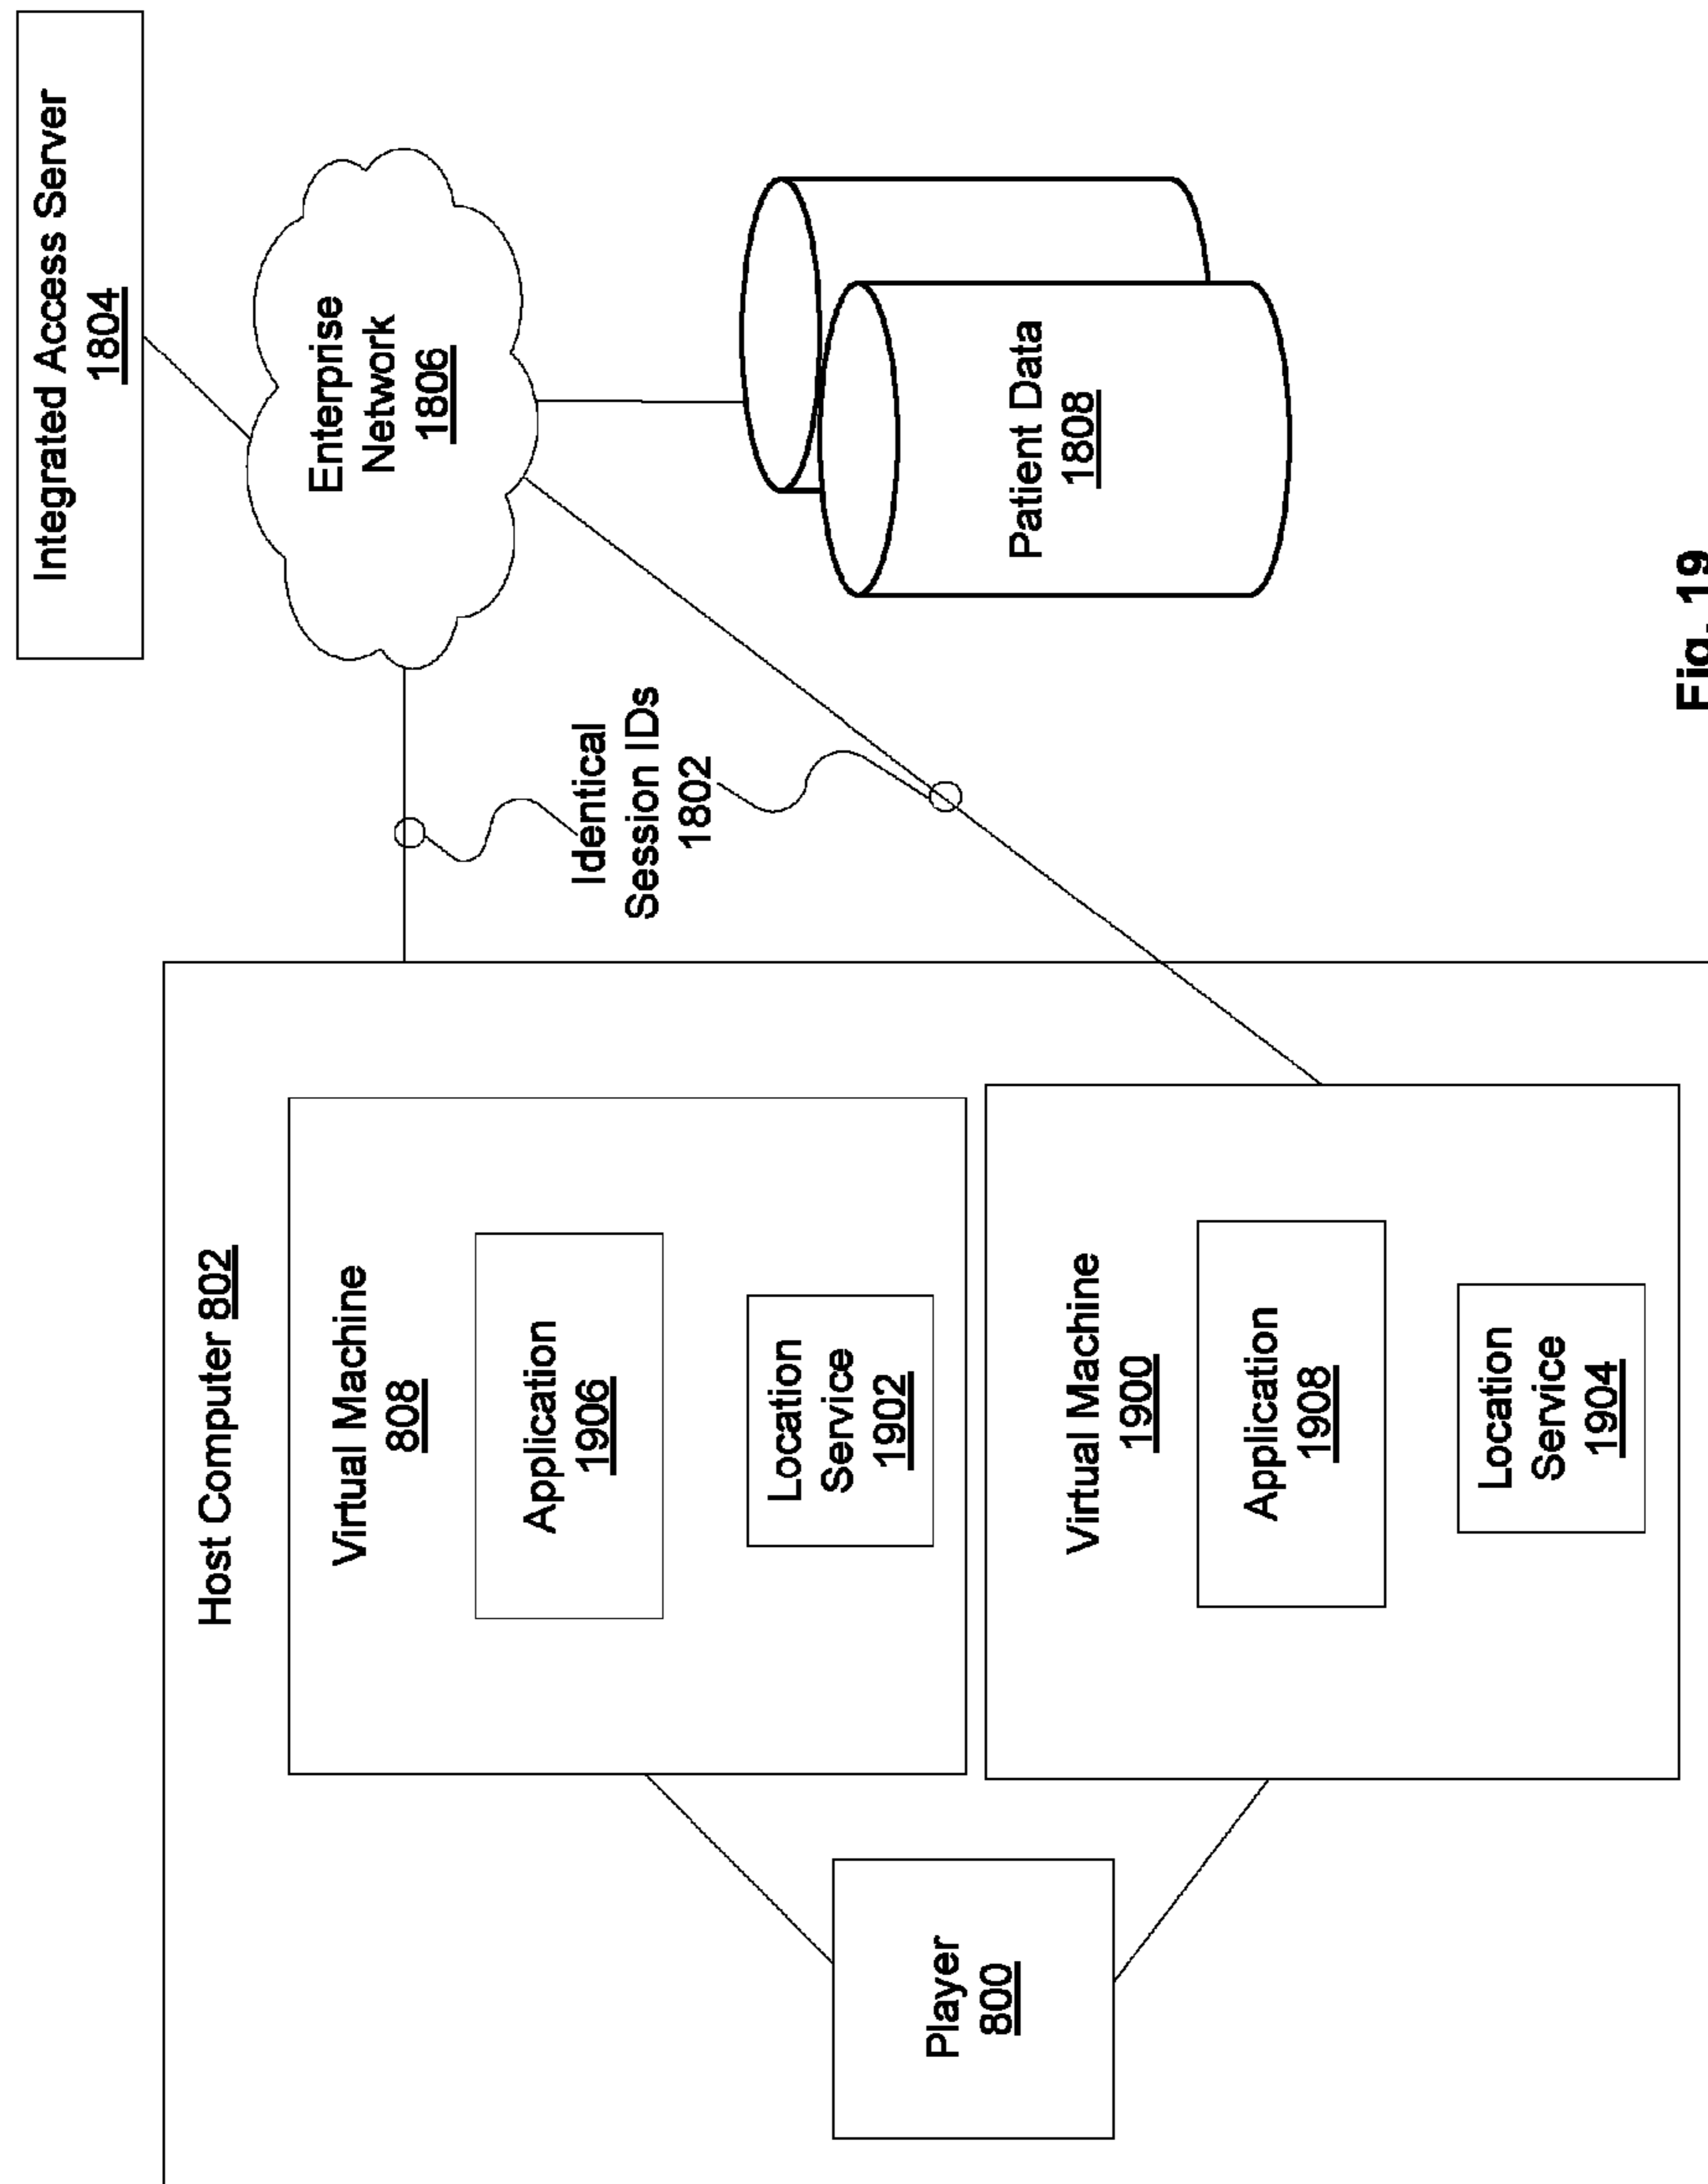 Integrated Access Server
1804
Enterprise
Network
1806
Patient Data
1808
Identical
Session IDs
1802
Host Computer 802
Virtual Machine
808
Application
1906
Location
Service
1902
Virtual Machine
1900
Application
1908
Location
Service
1904
Player
800
Fig. 19